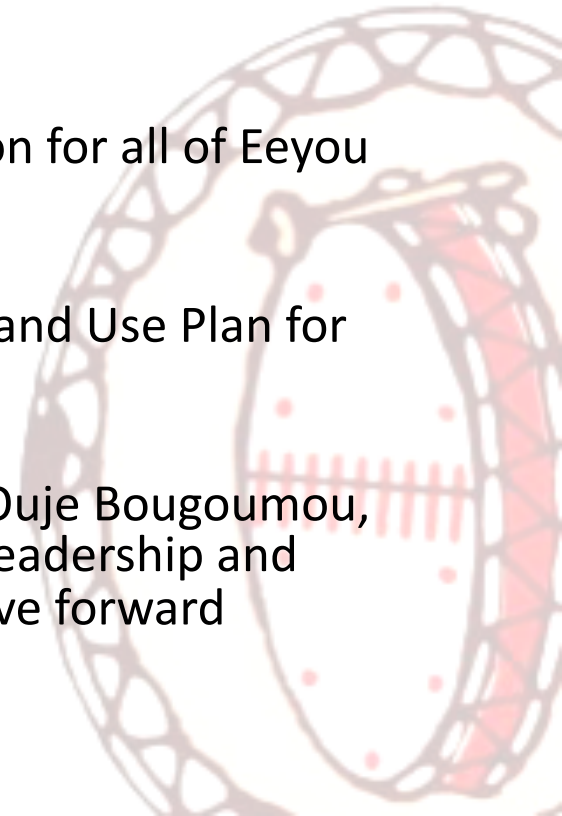 on for all of Eeyou
and Use Plan for
Ouje Bougoumou,
eadership and
ve forward